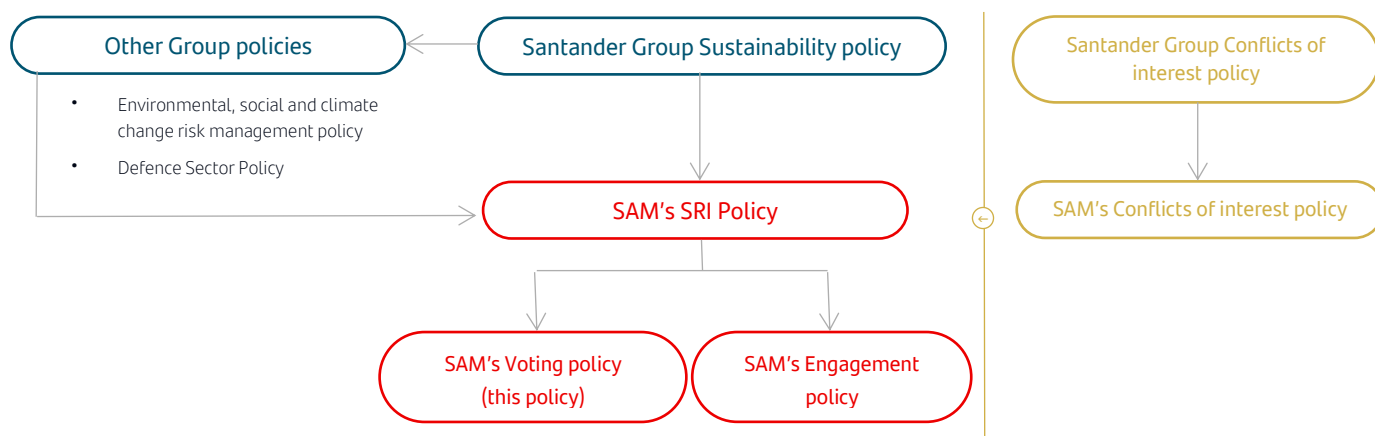 Other Group policies
• Environmental, social and climate
change risk management policy
• Defence Sector Policy
Santander Group Sustainability policy
SAM's SRI Policy
SAM's Voting policy
(this policy)
SAM's Engagement
policy
Santander Group Conflicts of
interest policy
SAM's Conflicts of interest policy